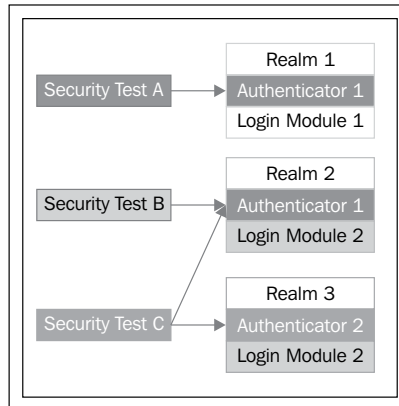 Realm 1
Security Test A
Authenticator 1
Login Module 1
Realm 2
Security Test B
Authenticator 1
Login Module 2
Realm 3
Security Test C
Authenticator 2
Login Module 2